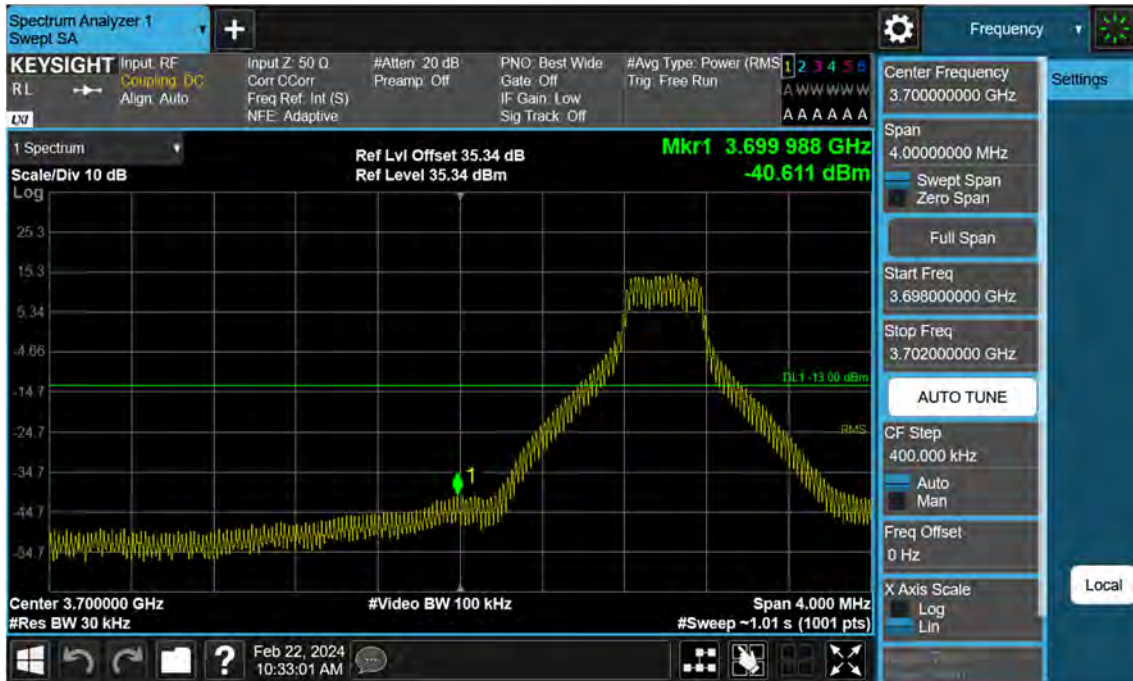 Spectrum Analyzer 1
Swept SA
+
Frequency
KEYSIGHT
RL
LXI
Input: RF
Coupling: DC
Align: Auto
Input Z: 50 Ω
Corr CCorr
Freq Ref: Int (S)
NFE: Adaptive
#Atten: 20 dB
Preamp: Off
PNO: Best Wide
Gate: Off
IF Gain: Low
Sig Track: Off
#Avg Type: Power (RMS
Trig: Free Run
1 2 3 4 5 6
A W W W W W
A A A A A A
1 Spectrum
Scale/Div 10 dB
Ref Lvl Offset 35.34 dB
Ref Level 35.34 dBm
Mkr1 3.699 988 GHz
-40.611 dBm
Log
25.3
15.3
5.34
-4.66
-14.7
-24.7
-34.7
-44.7
-54.7
DL1 -13.00 dBm
RMS
1
Center 3.700000 GHz
#Res BW 30 kHz
#Video BW 100 kHz
Span 4.000 MHz
#Sweep ~1.01 s (1001 pts)
Center Frequency
3.700000000 GHz
Span
4.00000000 MHz
Swept Span
Zero Span
Full Span
Start Freq
3.698000000 GHz
Stop Freq
3.702000000 GHz
AUTO TUNE
CF Step
400.000 kHz
Auto
Man
Freq Offset
0 Hz
X Axis Scale
Log
Lin
Settings
Local
?
Feb 22, 2024
10:33:01 AM